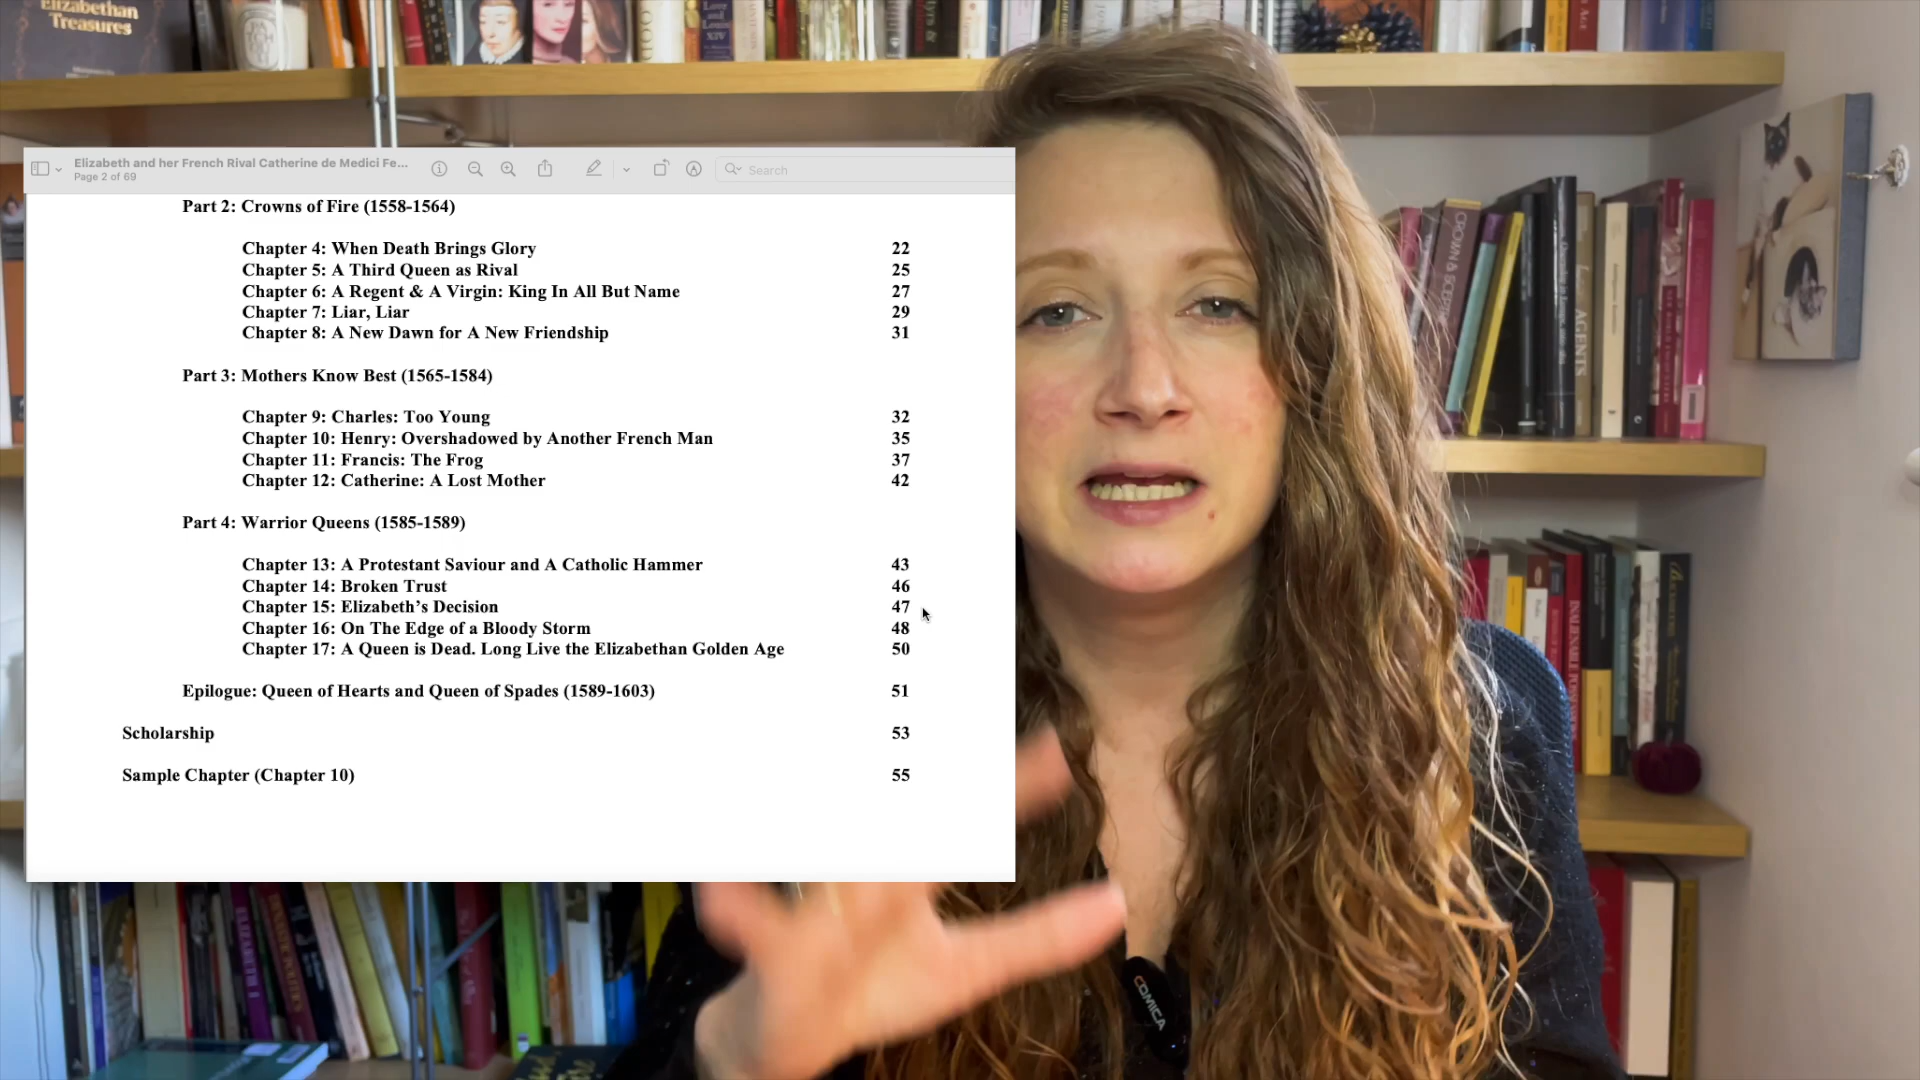 Elizabethan
Treasures
Love and
Louis
XIV
Elizabeth and her French Rival Catherine de Medici Fe...
Page 2 of 69
Search
Part 2: Crowns of Fire (1558-1564)
Chapter 4: When Death Brings Glory 22
Chapter 5: A Third Queen as Rival 25
Chapter 6: A Regent & A Virgin: King In All But Name 27
Chapter 7: Liar, Liar 29
Chapter 8: A New Dawn for A New Friendship 31
Part 3: Mothers Know Best (1565-1584)
Chapter 9: Charles: Too Young 32
Chapter 10: Henry: Overshadowed by Another French Man 35
Chapter 11: Francis: The Frog 37
Chapter 12: Catherine: A Lost Mother 42
Part 4: Warrior Queens (1585-1589)
Chapter 13: A Protestant Saviour and A Catholic Hammer 43
Chapter 14: Broken Trust 46
Chapter 15: Elizabeth’s Decision 47
Chapter 16: On The Edge of a Bloody Storm 48
Chapter 17: A Queen is Dead. Long Live the Elizabethan Golden Age 50
Epilogue: Queen of Hearts and Queen of Spades (1589-1603) 51
Scholarship 53
Sample Chapter (Chapter 10) 55
AGENTS
ELIZABETH I
COMICA